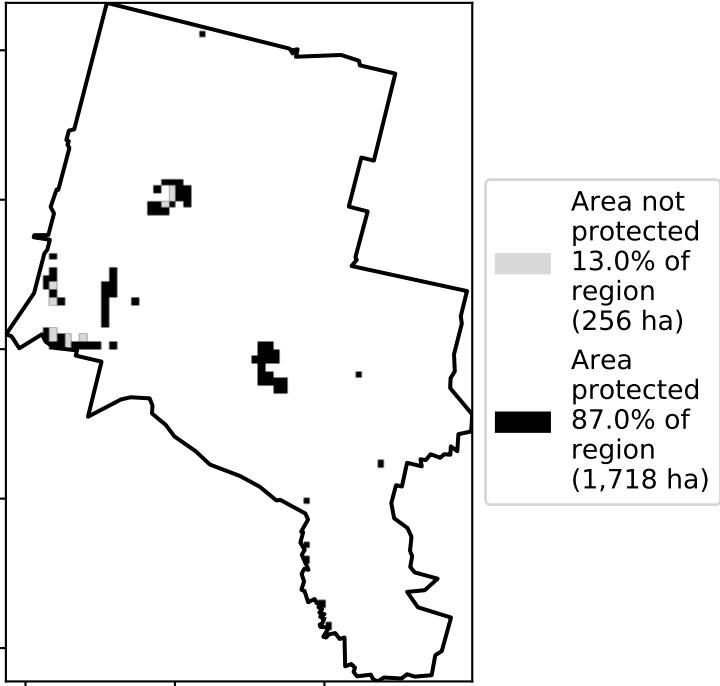 Area not
protected
13.0% of
region
(256 ha)
Area
protected
87.0% of
region
(1,718 ha)